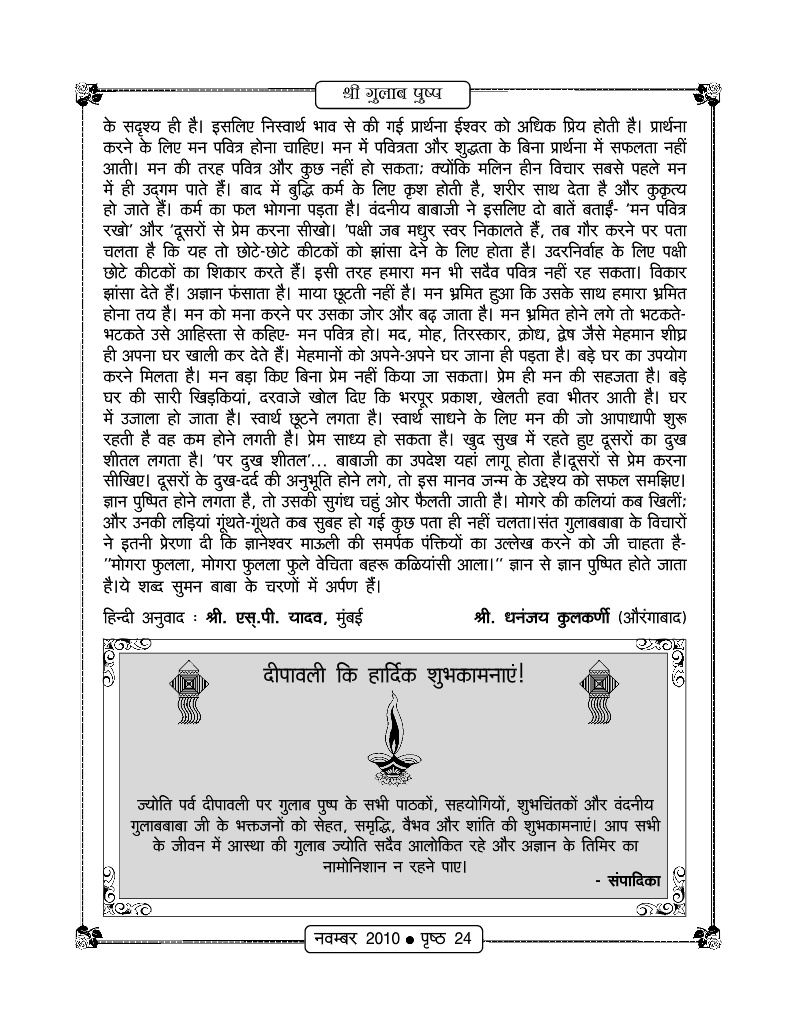 श्री गुलाब पुष्प
के सदृश्य ही है। इसलिए निस्वार्थ भाव से की गई प्रार्थना ईश्वर को अधिक प्रिय होती है। प्रार्थना
करने के लिए मन पवित्र होना चाहिए। मन में पवित्रता और शुद्धता के बिना प्रार्थना में सफलता नहीं
आती। मन की तरह पवित्र और कुछ नहीं हो सकता; क्योंकि मलिन हीन विचार सबसे पहले मन
में ही उद्गम पाते हैं। बाद में बुद्धि कर्म के लिए कृश होती है, शरीर साथ देता है और कुकृत्य
हो जाते हैं। कर्म का फल भोगना पड़ता है। वंदनीय बाबाजी ने इसलिए दो बातें बताईं- 'मन पवित्र
रखो' और 'दूसरों से प्रेम करना सीखो। 'पक्षी जब मधुर स्वर निकालते हैं, तब गौर करने पर पता
चलता है कि यह तो छोटे-छोटे कीटकों को झांसा देने के लिए होता है। उदरनिर्वाह के लिए पक्षी
छोटे कीटकों का शिकार करते हैं। इसी तरह हमारा मन भी सदैव पवित्र नहीं रह सकता। विकार
झांसा देते हैं। अज्ञान फंसाता है। माया छूटती नहीं है। मन भ्रमित हुआ कि उसके साथ हमारा भ्रमित
होना तय है। मन को मना करने पर उसका जोर और बढ़ जाता है। मन भ्रमित होने लगे तो भटकते-
भटकते उसे आहिस्ता से कहिए- मन पवित्र हो। मद, मोह, तिरस्कार, क्रोध, द्वेष जैसे मेहमान शीघ्र
ही अपना घर खाली कर देते हैं। मेहमानों को अपने-अपने घर जाना ही पड़ता है। बड़े घर का उपयोग
करने मिलता है। मन बड़ा किए बिना प्रेम नहीं किया जा सकता। प्रेम ही मन की सहजता है। बड़े
घर की सारी खिड़कियां, दरवाजे खोल दिए कि भरपूर प्रकाश, खेलती हवा भीतर आती है। घर
में उजाला हो जाता है। स्वार्थ छूटने लगता है। स्वार्थ साधने के लिए मन की जो आपाधापी शुरू
रहती है वह कम होने लगती है। प्रेम साध्य हो सकता है। खुद सुख में रहते हुए दूसरों का दुख
शीतल लगता है। 'पर दुख शीतल'... बाबाजी का उपदेश यहां लागू होता है।दूसरों से प्रेम करना
सीखिए। दूसरों के दुख-दर्द की अनुभूति होने लगे, तो इस मानव जन्म के उद्देश्य को सफल समझिए।
ज्ञान पुष्पित होने लगता है, तो उसकी सुगंध चहुं ओर फैलती जाती है। मोगरे की कलियां कब खिलीं;
और उनकी लड़ियां गूंथते-गूंथते कब सुबह हो गई कुछ पता ही नहीं चलता।संत गुलाबबाबा के विचारों
ने इतनी प्रेरणा दी कि ज्ञानेश्वर माऊली की समर्पक पंक्तियों का उल्लेख करने को जी चाहता है-
''मोगरा फुलला, मोगरा फुलला फुले वेचिता बहरू कळियांसी आला।'' ज्ञान से ज्ञान पुष्पित होते जाता
है।ये शब्द सुमन बाबा के चरणों में अर्पण हैं।
हिन्दी अनुवाद : श्री. एस्.पी. यादव, मुंबई श्री. धनंजय कुलकर्णी (औरंगाबाद)
दीपावली कि हार्दिक शुभकामनाएं!
ज्योति पर्व दीपावली पर गुलाब पुष्प के सभी पाठकों, सहयोगियों, शुभचिंतकों और वंदनीय
गुलाबबाबा जी के भक्तजनों को सेहत, समृद्धि, वैभव और शांति की शुभकामनाएं। आप सभी
के जीवन में आस्था की गुलाब ज्योति सदैव आलोकित रहे और अज्ञान के तिमिर का
नामोनिशान न रहने पाए।
- संपादिका
नवम्बर 2010 ● पृष्ठ 24